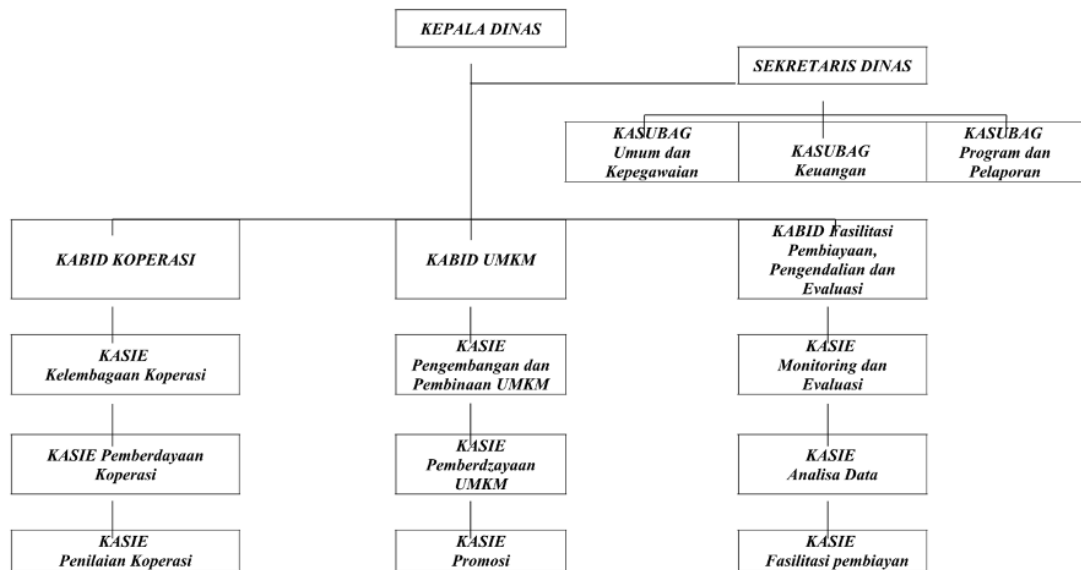 KEPALA DINAS
SEKRETARIS DINAS
KASUBAG
Umum dan
Kepegawaian
KASUBAG
Keuangan
KASUBAG
Program dan
Pelaporan
KABID KOPERASI
KABID UMKM
KABID Fasilitasi
Pembiayaan,
Pengendalian dan
Evaluasi
KASIE
Kelembagaan Koperasi
KASIE
Pengembangan dan
Pembinaan UMKM
KASIE
Monitoring dan
Evaluasi
KASIE Pemberdayaan
Koperasi
KASIE
Pemberdzayaan
UMKM
KASIE
Analisa Data
KASIE
Penilaian Koperasi
KASIE
Promosi
KASIE
Fasilitasi pembiayan